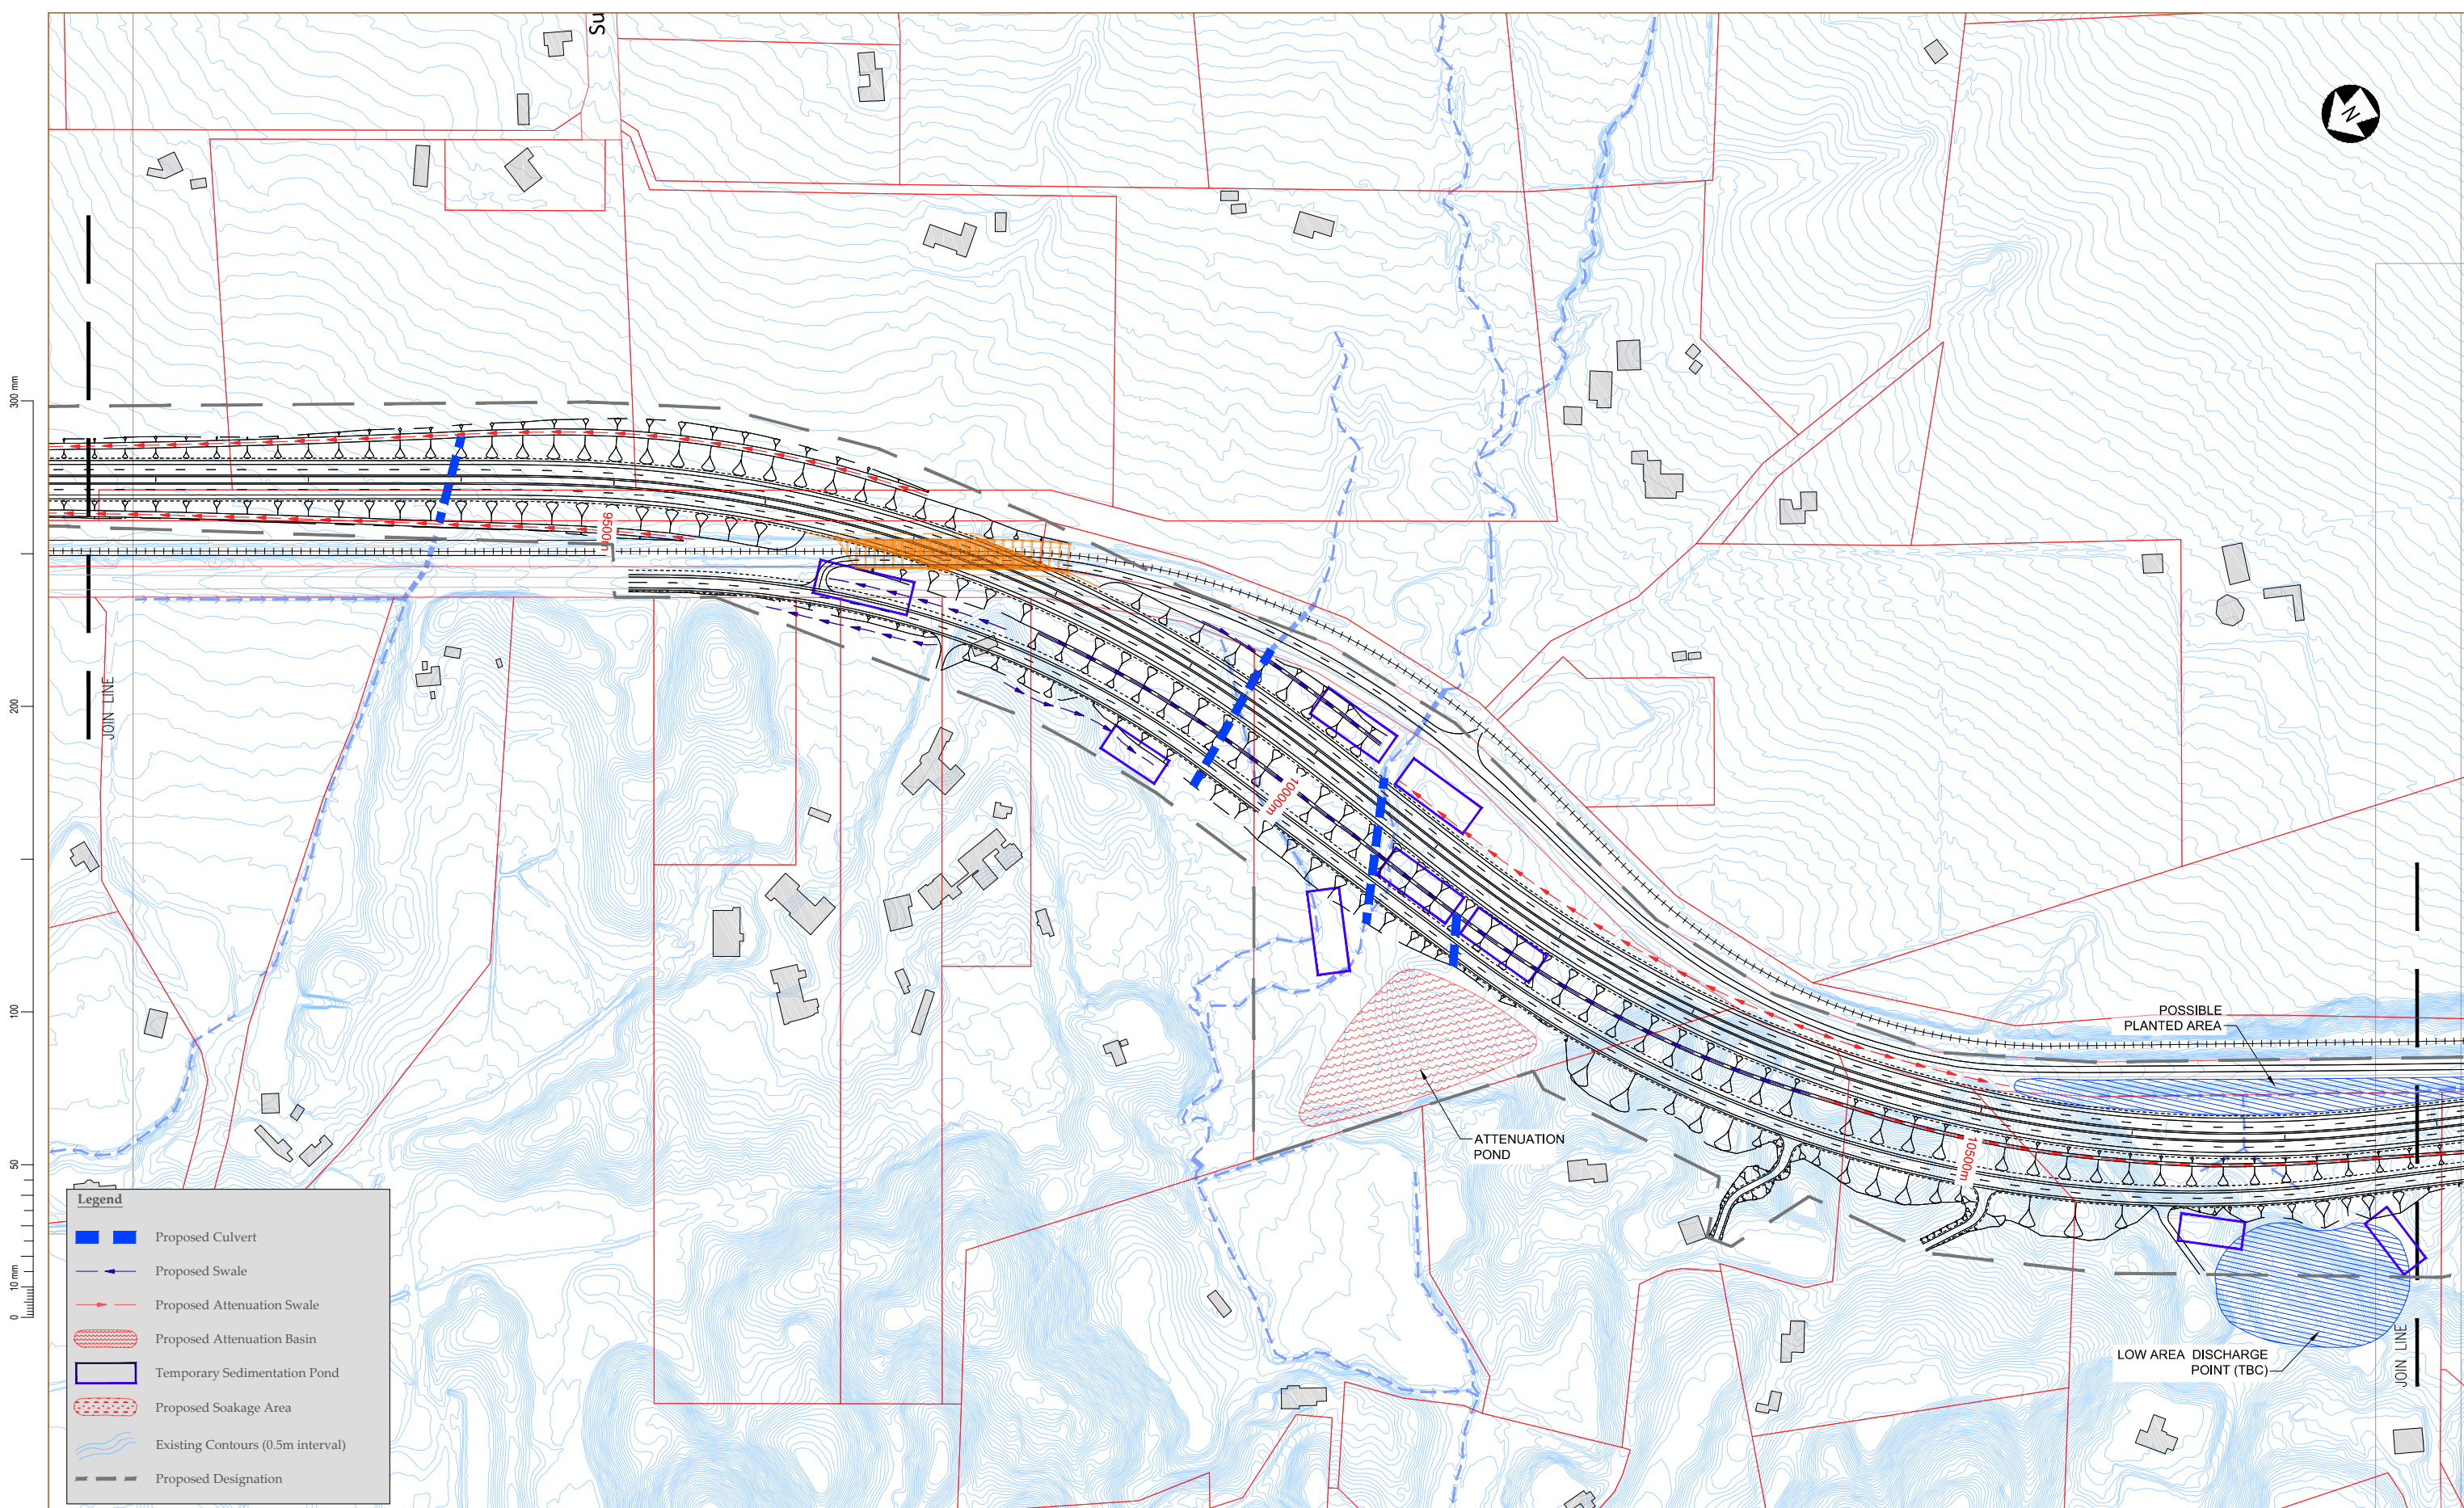 Su
N
300 mm
200
100
50
10 mm
0
JOIN LINE
9500m
10000m
10500m
POSSIBLE
PLANTED AREA
ATTENUATION
POND
LOW AREA DISCHARGE
POINT (TBC)
JOIN LINE
Legend
Proposed Culvert
Proposed Swale
Proposed Attenuation Swale
Proposed Attenuation Basin
Temporary Sedimentation Pond
Proposed Soakage Area
Existing Contours (0.5m interval)
Proposed Designation